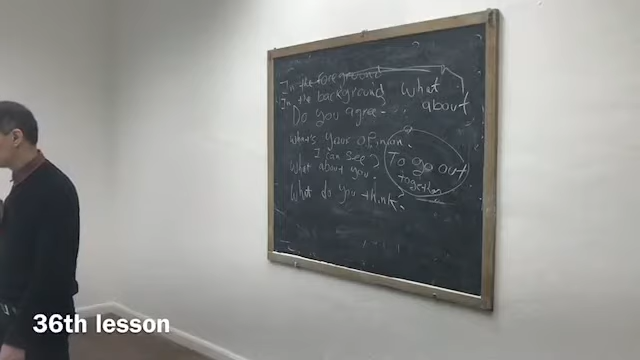 In the foreground
In the background
What about
Do you agree --
What's your opinion.
I can see
What about you?
What do you think?
To go out
together
36th lesson